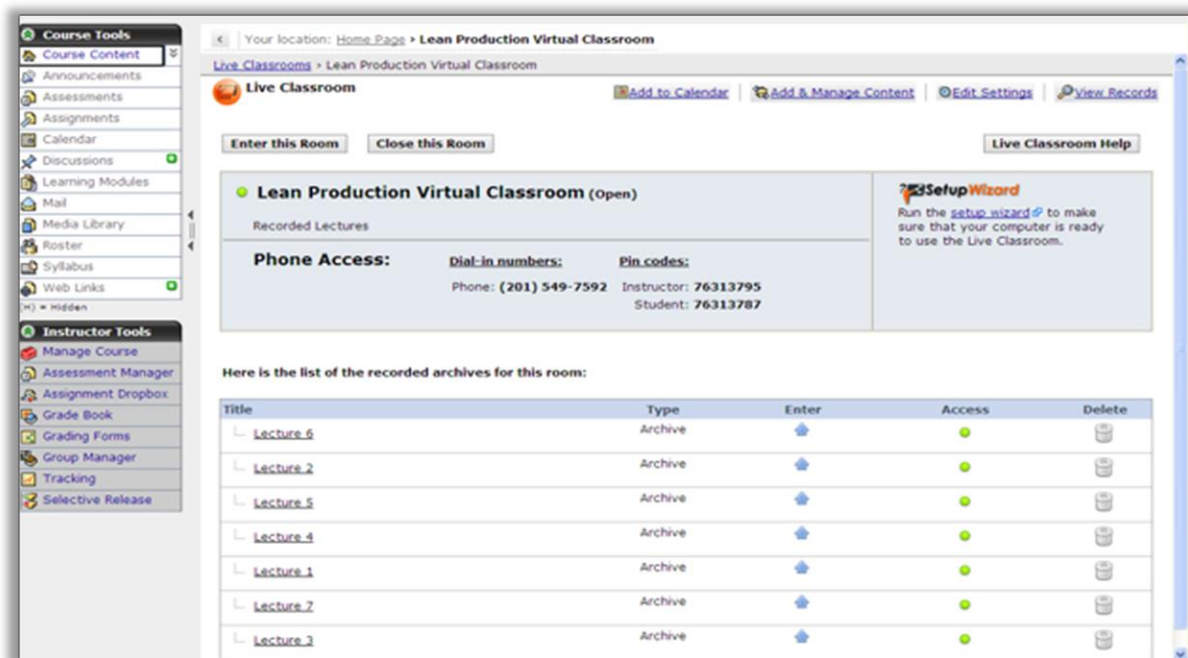 Course Tools
Course Content
Announcements
Assessments
Assignments
Calendar
Discussions
Learning Modules
Mail
Media Library
Roster
Syllabus
Web Links
(H) = Hidden
Instructor Tools
Manage Course
Assessment Manager
Assignment Dropbox
Grade Book
Grading Forms
Group Manager
Tracking
Selective Release
Your location: Home Page › Lean Production Virtual Classroom
Live Classrooms › Lean Production Virtual Classroom
Live Classroom
Add to Calendar Add & Manage Content Edit Settings View Records
Enter this Room Close this Room Live Classroom Help
Lean Production Virtual Classroom (Open)
Recorded Lectures
Phone Access: Dial-in numbers: Pin codes:
Phone: (201) 549-7592 Instructor: 76313795
Student: 76313787
SetupWizard
Run the setup wizard to make
sure that your computer is ready
to use the Live Classroom.
Here is the list of the recorded archives for this room:
Title Type Enter Access Delete
Lecture 6 Archive
Lecture 2 Archive
Lecture 5 Archive
Lecture 4 Archive
Lecture 1 Archive
Lecture 7 Archive
Lecture 3 Archive